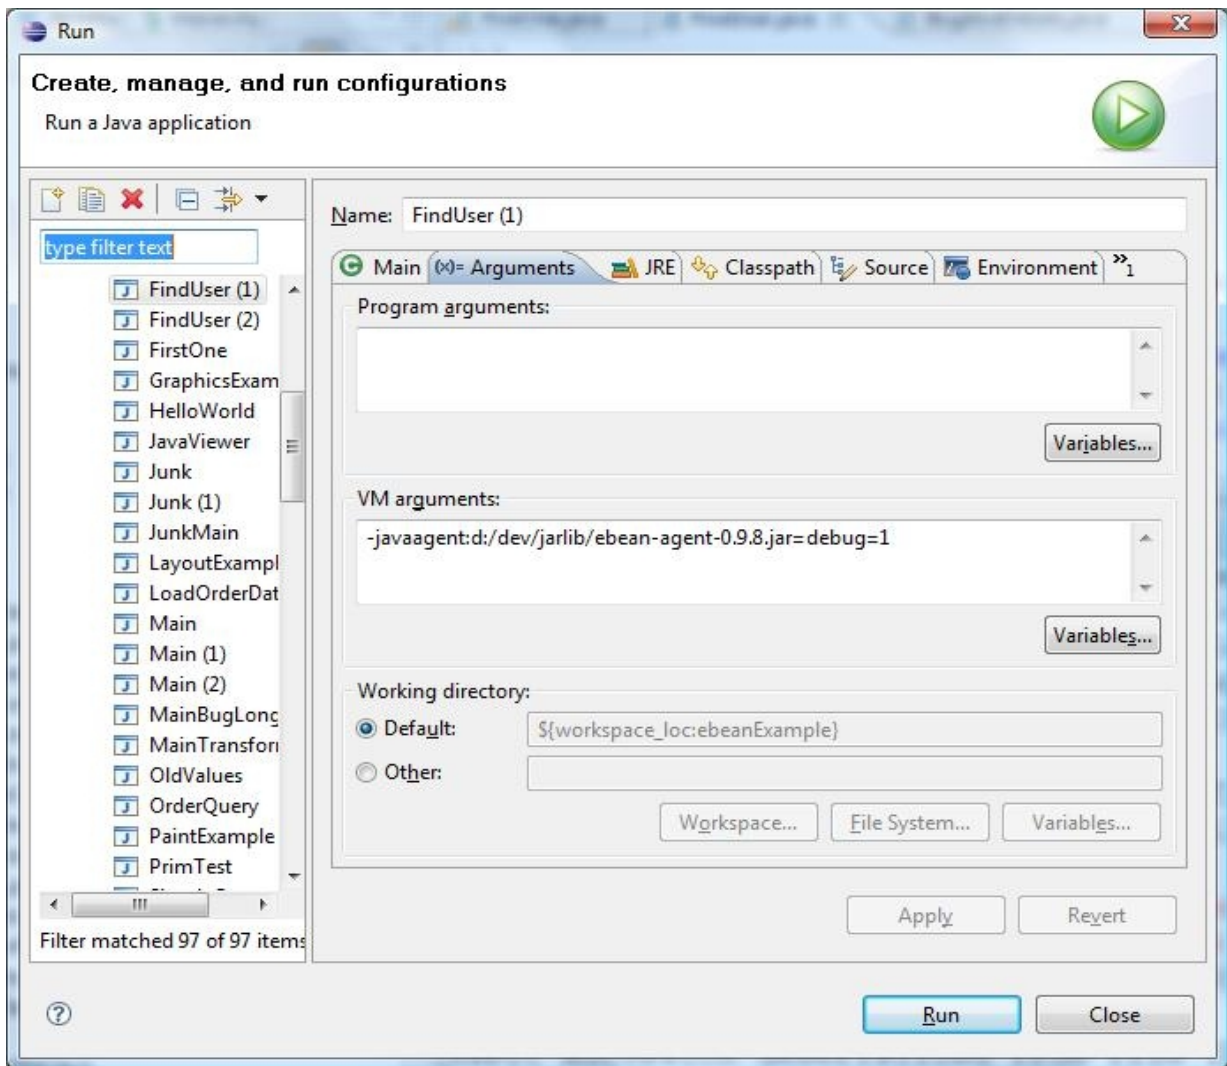 Run
Create, manage, and run configurations
Run a Java application
type filter text
FindUser (1)
FindUser (2)
FirstOne
GraphicsExam
HelloWorld
JavaViewer
Junk
Junk (1)
JunkMain
LayoutExampl
LoadOrderDat
Main
Main (1)
Main (2)
MainBugLong
MainTransfor
OldValues
OrderQuery
PaintExample
PrimTest
Filter matched 97 of 97 items
Name: FindUser (1)
Main (x)= Arguments JRE Classpath Source Environment »1
Program arguments:
Variables...
VM arguments:
-javaagent:d:/dev/jarlib/ebean-agent-0.9.8.jar=debug=1
Variables...
Working directory:
Default: ${workspace_loc:ebeanExample}
Other:
Workspace... File System... Variables...
Apply Revert
Run Close